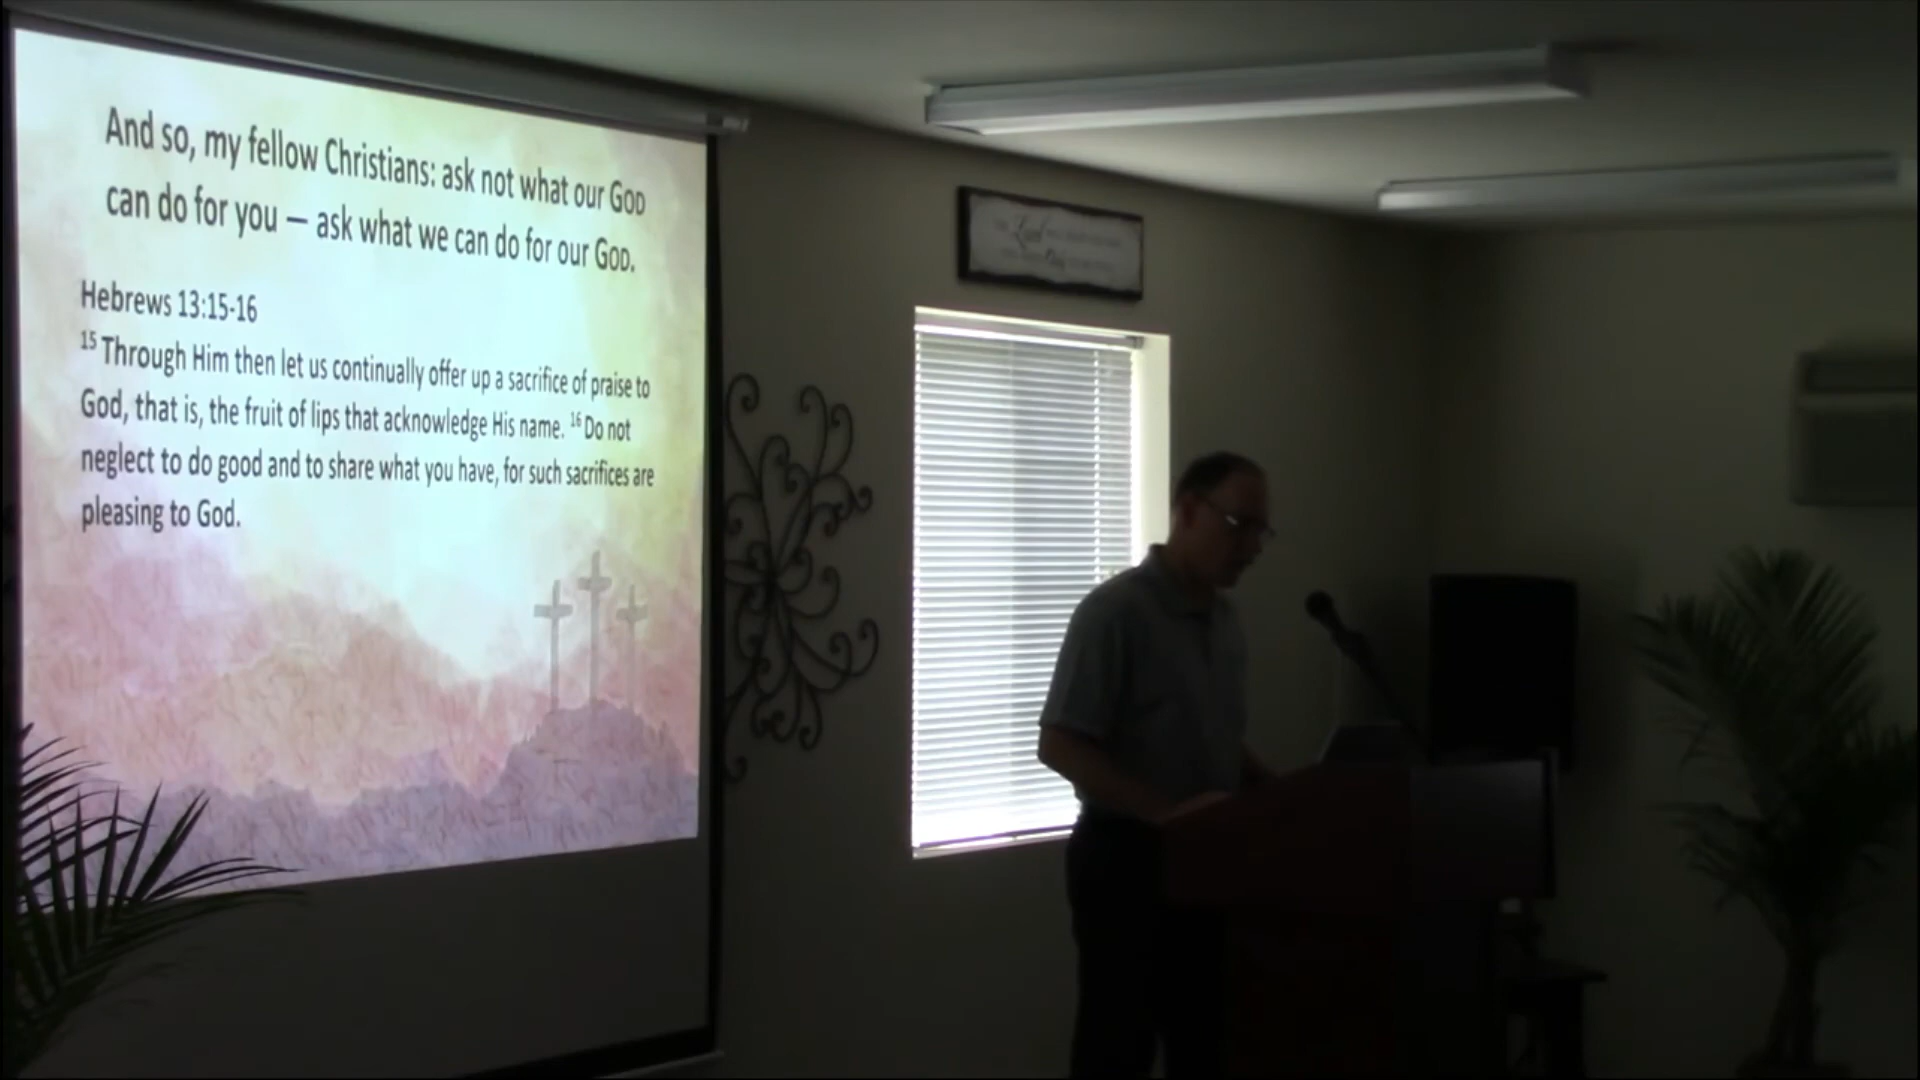 And so, my fellow Christians: ask not what our God
can do for you — ask what we can do for our God.
Hebrews 13:15-16
15 Through Him then let us continually offer up a sacrifice of praise to
God, that is, the fruit of lips that acknowledge His name. 16 Do not
neglect to do good and to share what you have, for such sacrifices are
pleasing to God.
Lord